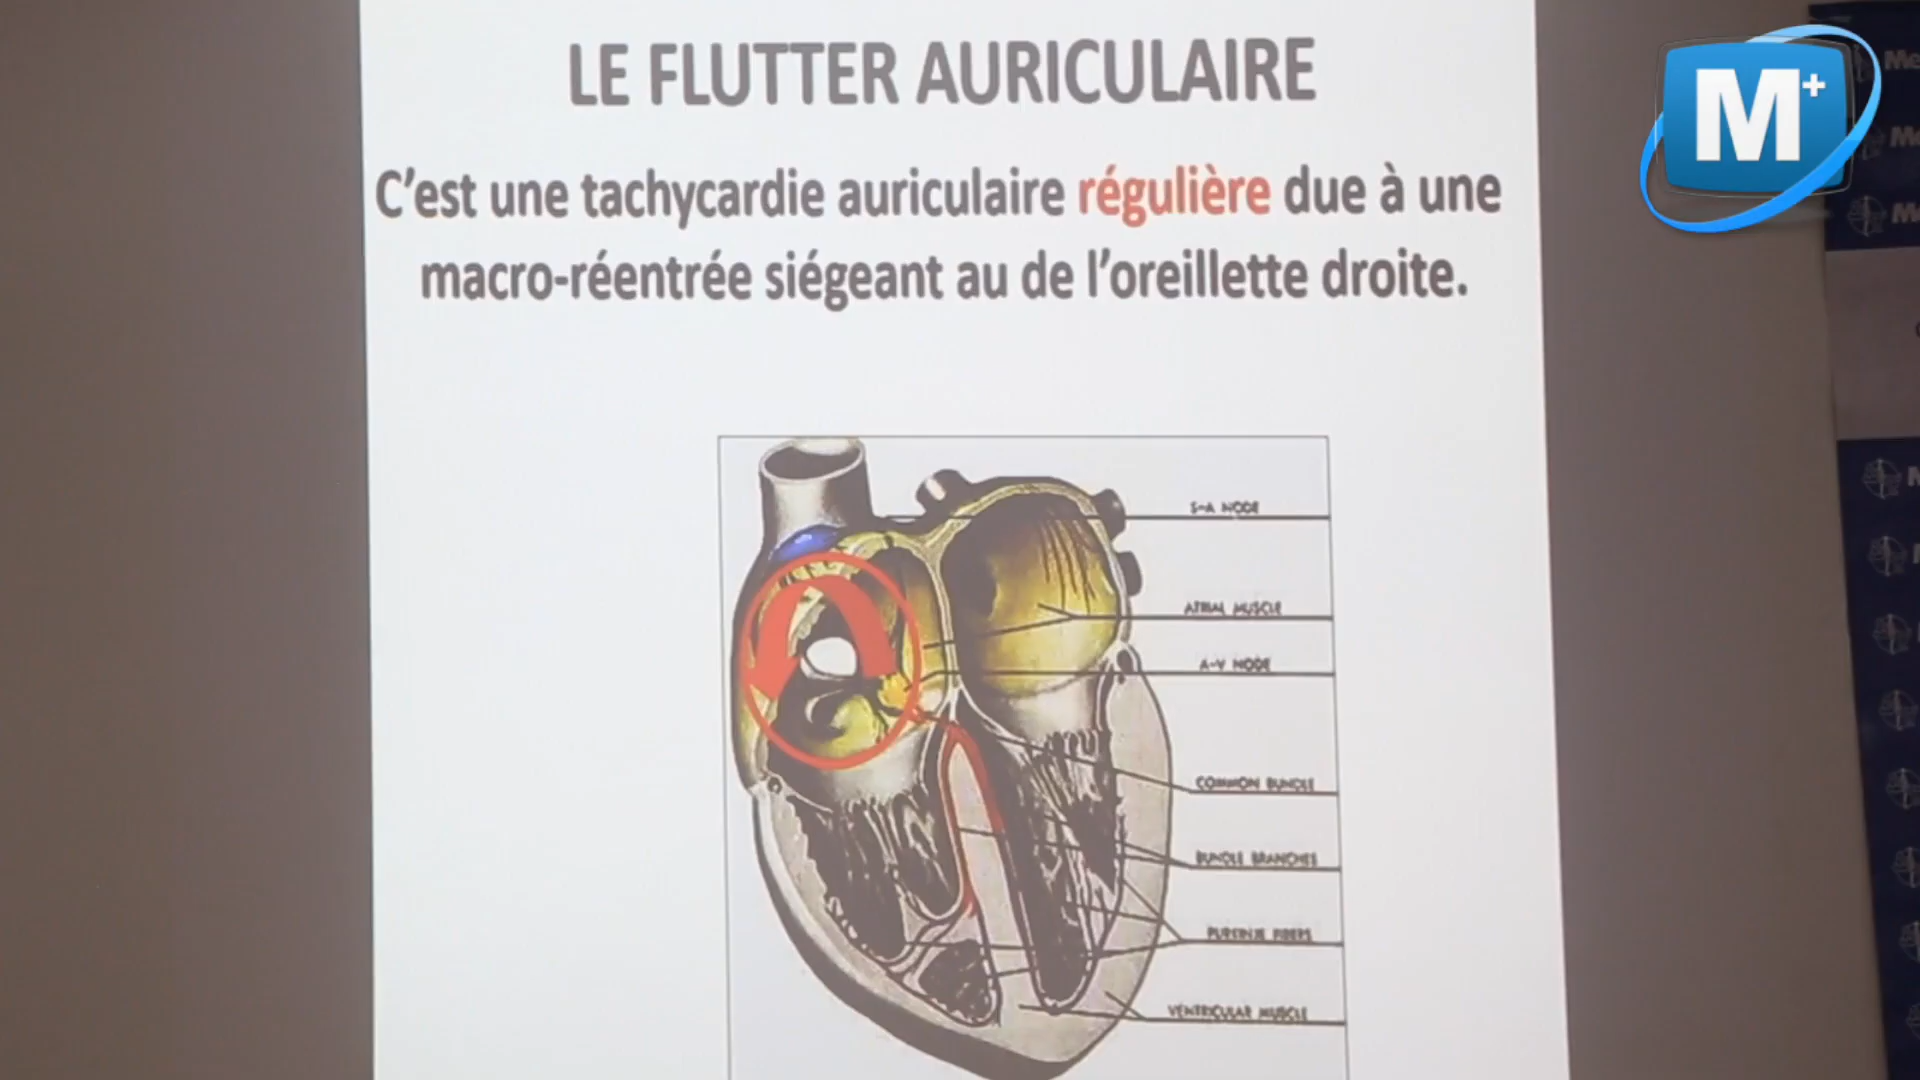 LE FLUTTER AURICULAIRE
C'est une tachycardie auriculaire régulière due à une
macro-réentrée siégeant au de l'oreillette droite.
S-A NODE
ATRIAL MUSCLE
A-V NODE
COMMON BUNDLE
BUNDLE BRANCHES
PURKINJE FIBERS
VENTRICULAR MUSCLE
M+
Me